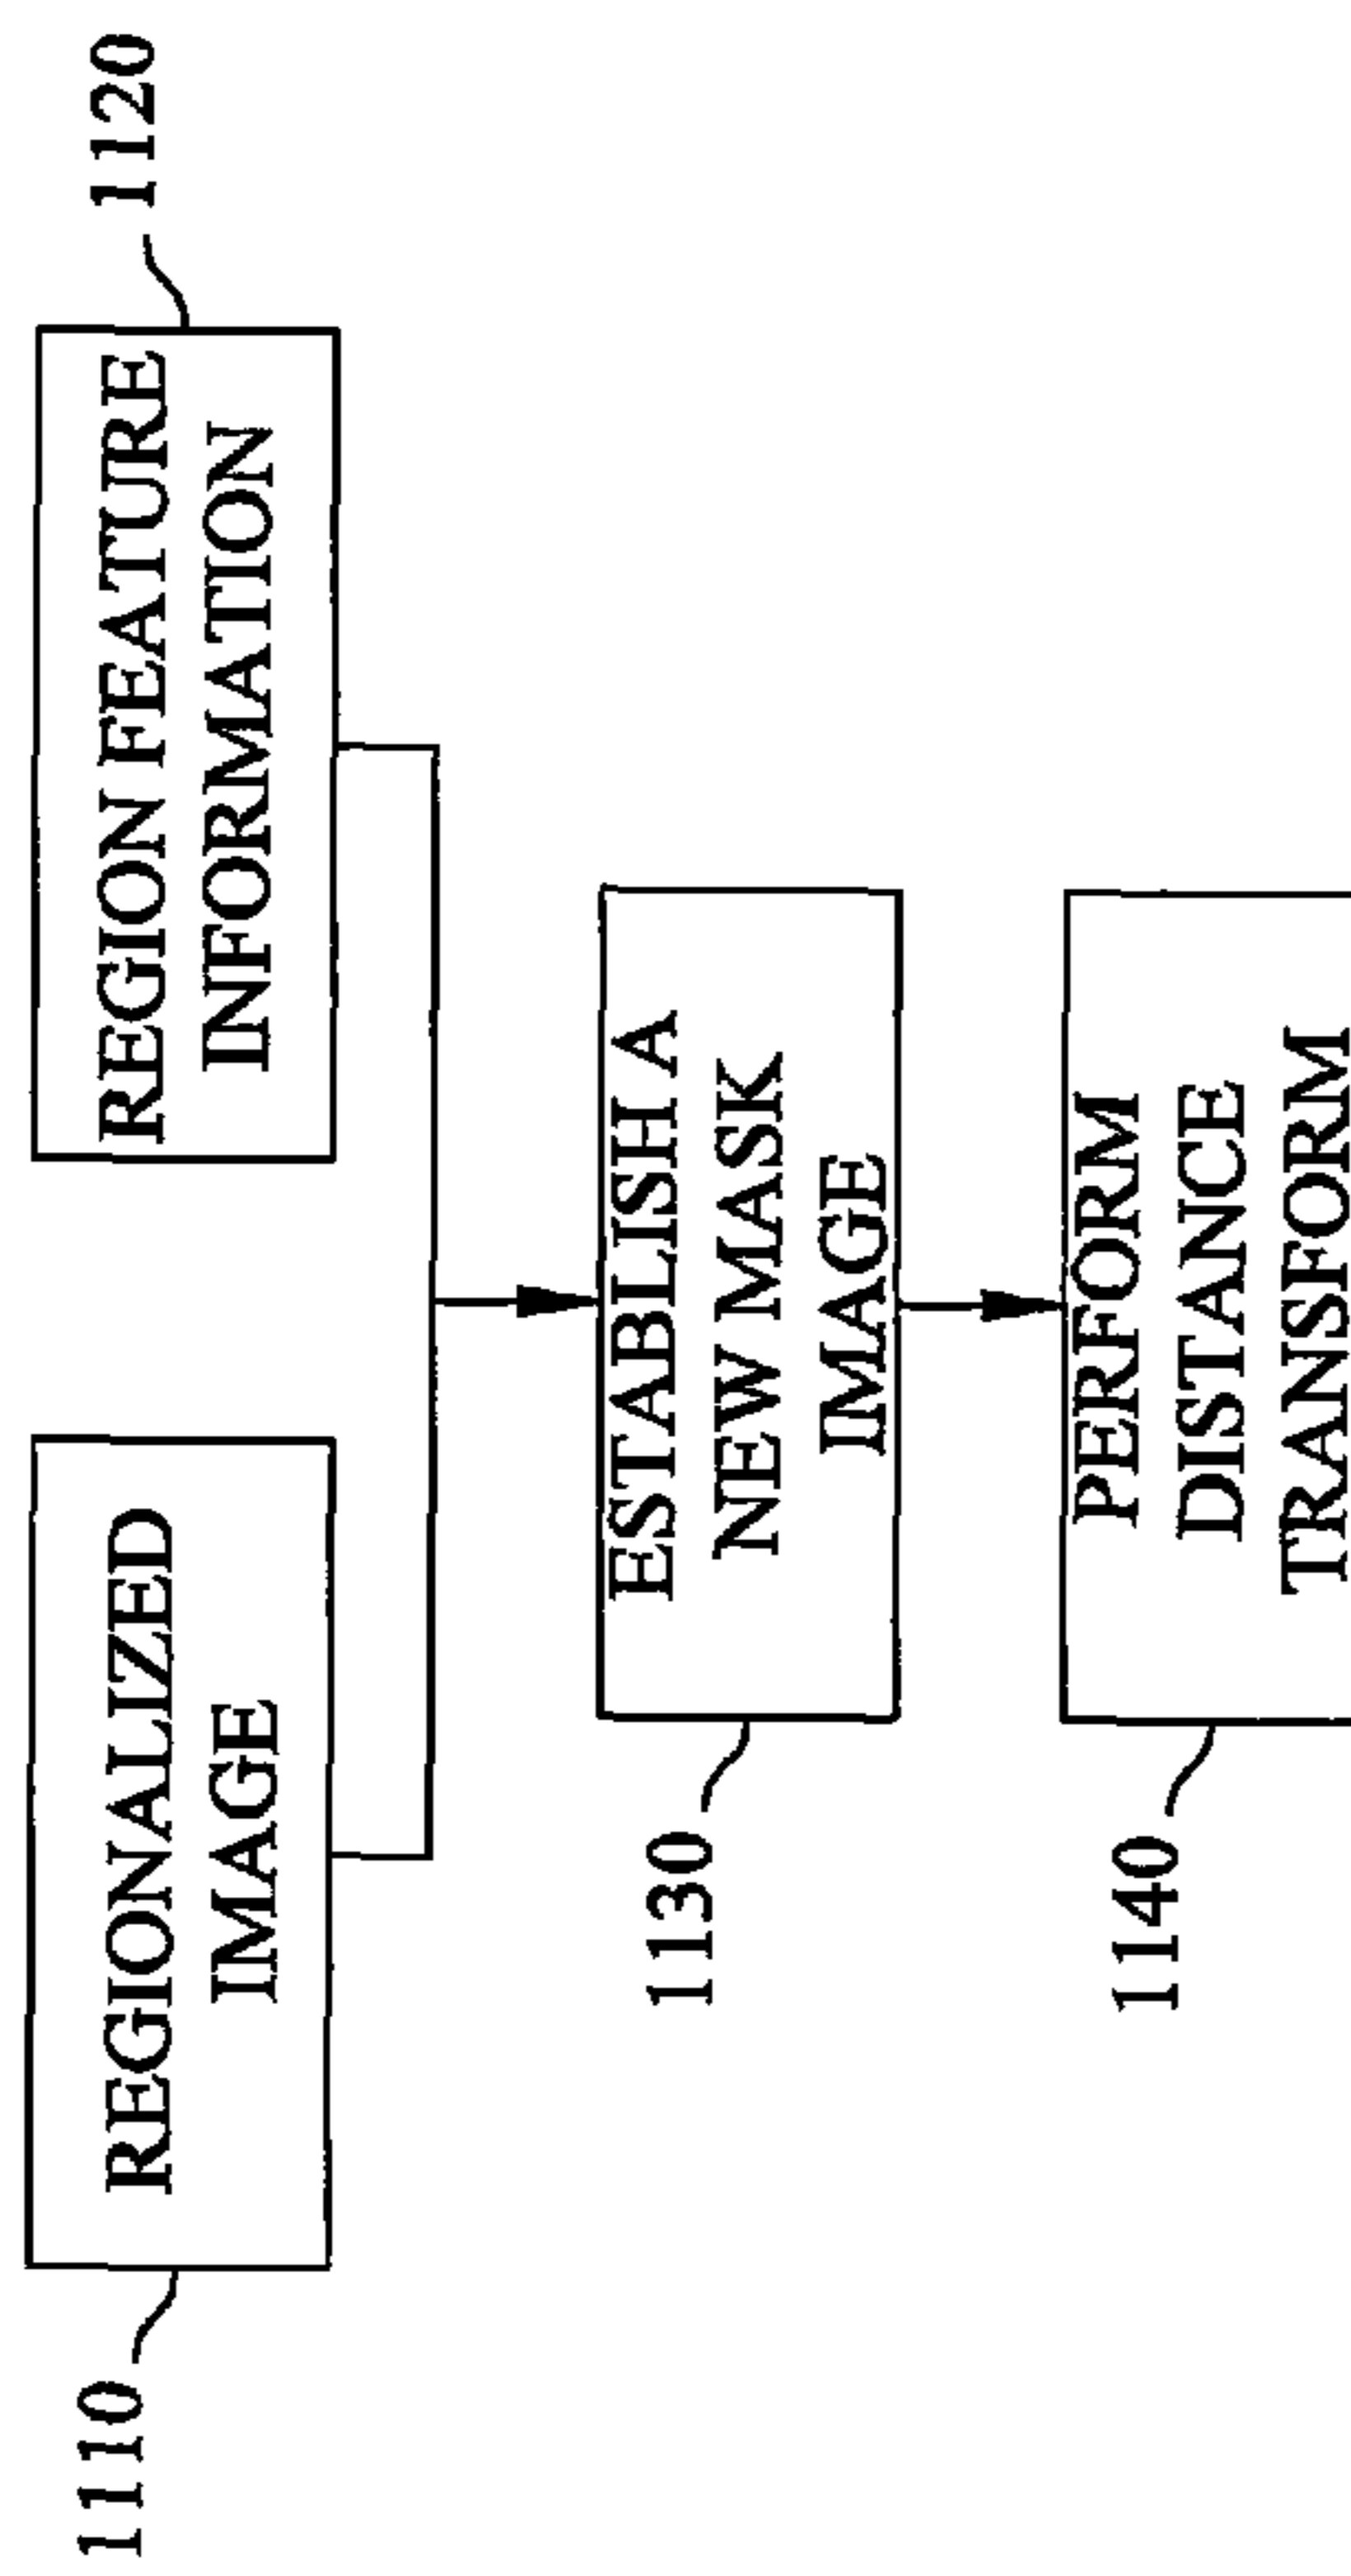 1110
REGIONALIZED
IMAGE
REGION FEATURE
INFORMATION
1120
ESTABLISH A
NEW MASK
IMAGE
1130
PERFORM
DISTANCE
TRANSFORM
1140